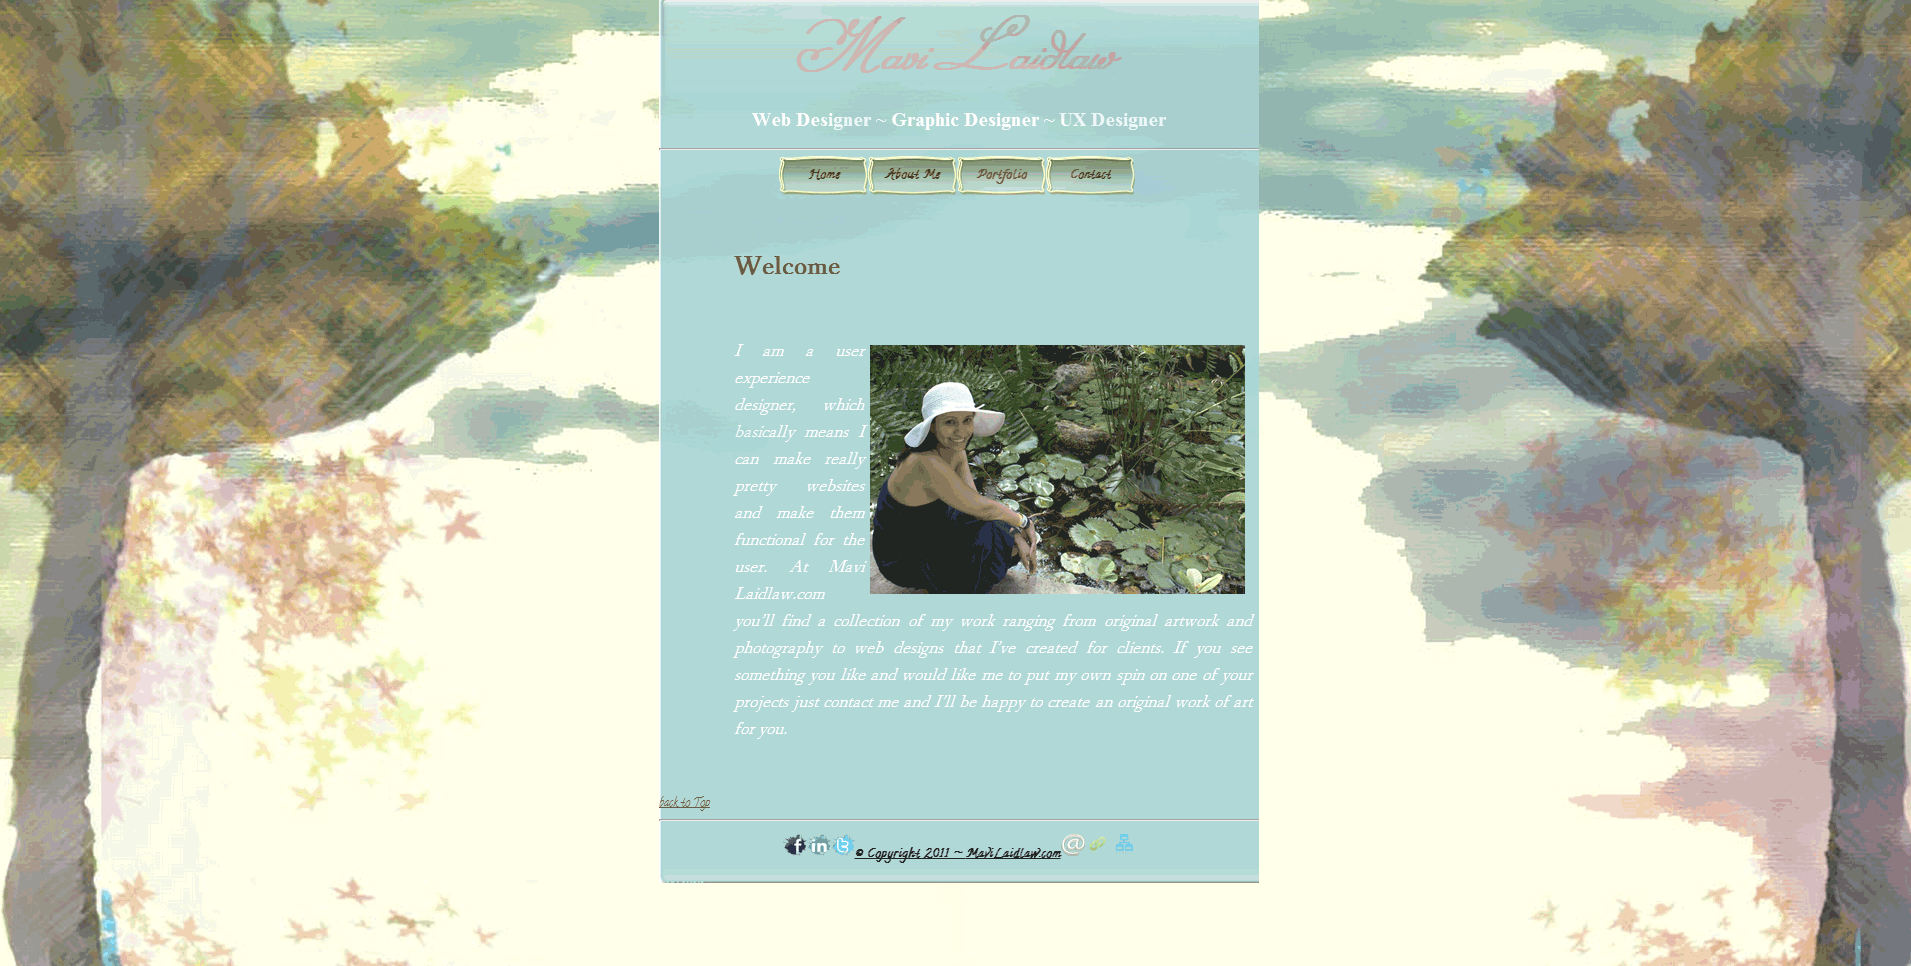 Mavi Laidlaw
Web Designer ~ Graphic Designer ~ UX Designer
Home About Me Portfolio Contact
Welcome
I am a user
experience
designer, which
basically means I
can make really
pretty websites
and make them
functional for the
user. At Mavi
Laidlaw.com
you'll find a collection of my work ranging from original artwork and
photography to web designs that I've created for clients. If you see
something you like and would like me to put my own spin on one of your
projects just contact me and I'll be happy to create an original work of art
for you.
back to Top
© Copyright 2011 ~ MaviLaidlaw.com